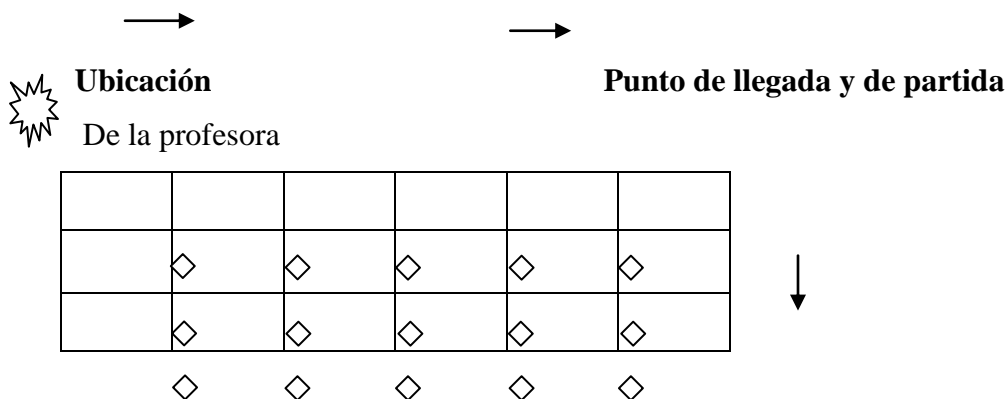 Ubicación Punto de llegada y de partida
De la profesora